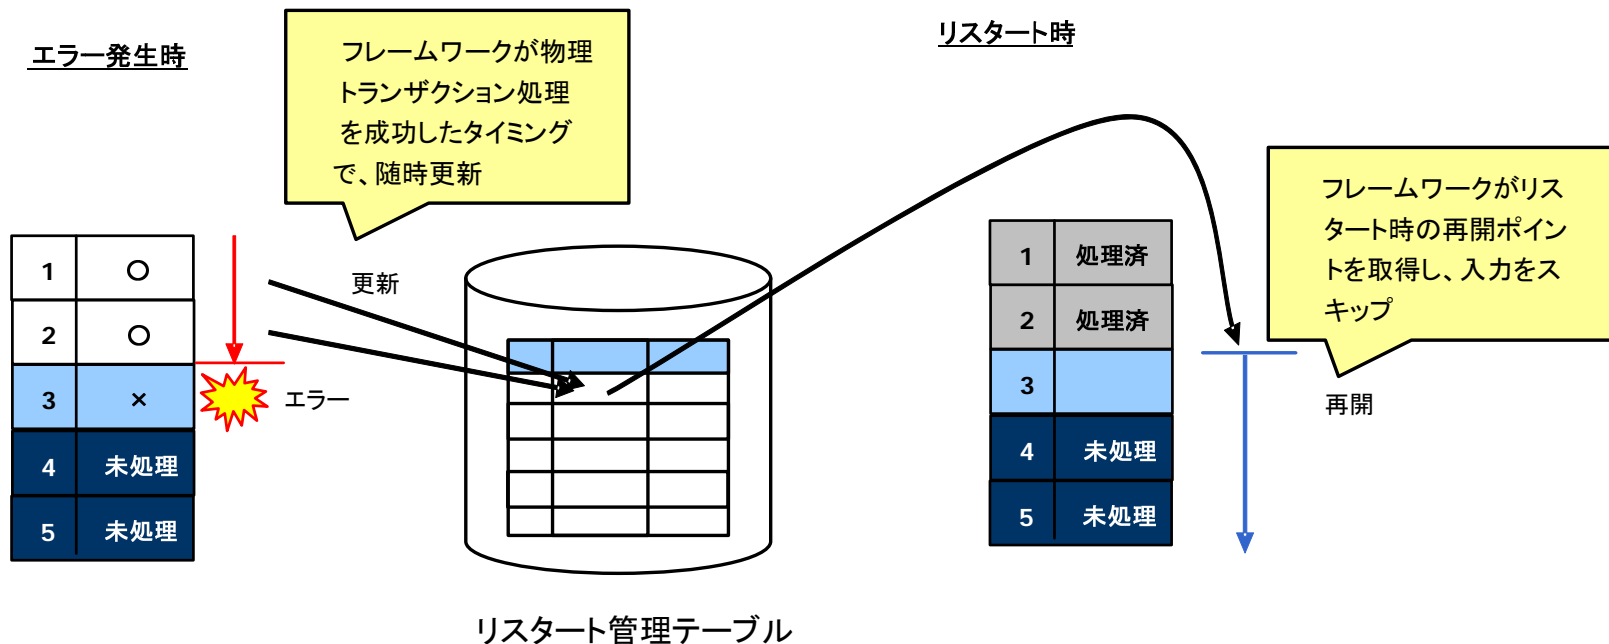 エラー発生時
フレームワークが物理
トランザクション処理
を成功したタイミング
で、随時更新
1 ○
2 ○
3 ×
4 未処理
5 未処理
エラー
更新
リスタート管理テーブル
リスタート時
1 処理済
2 処理済
3
4 未処理
5 未処理
フレームワークがリス
タート時の再開ポイン
トを取得し、入力をス
キップ
再開